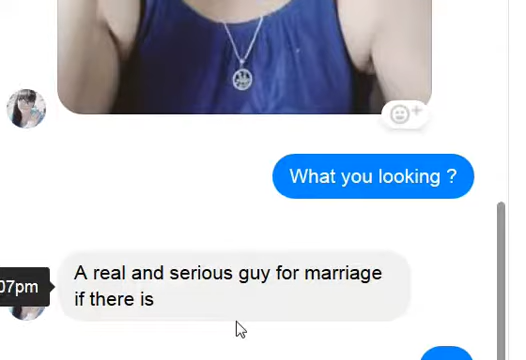 What you looking ?
A real and serious guy for marriage
07pm
if there is